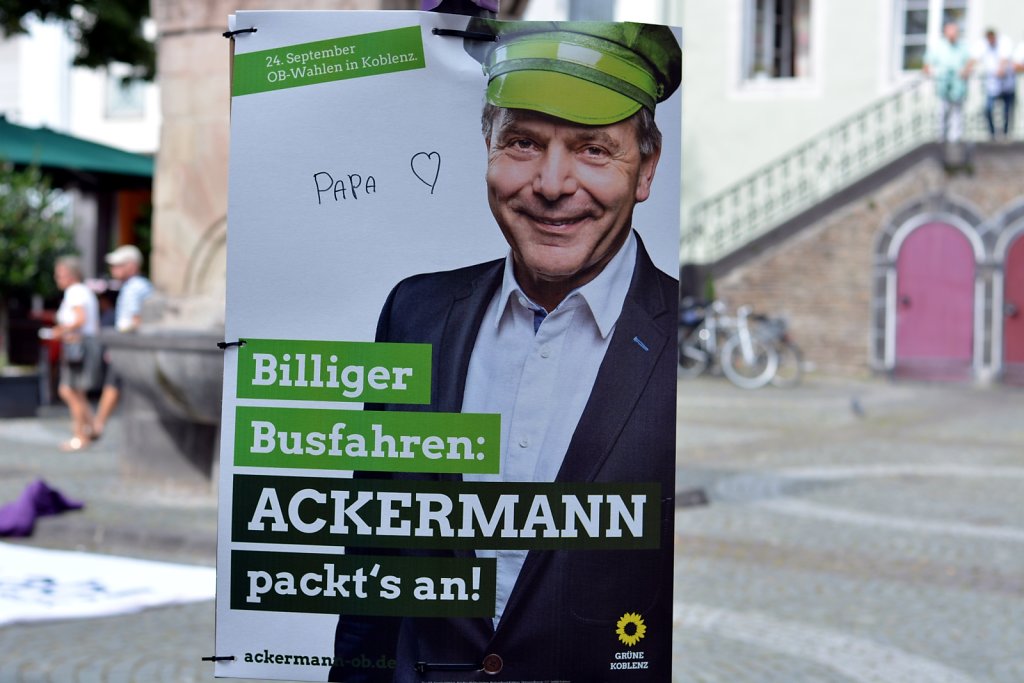 24. September
OB-Wahlen in Koblenz.
PAPA ♡
Billiger
Busfahren:
ACKERMANN
packt‘s an!
ackermann-ob.de
GRÜNE
KOBLENZ